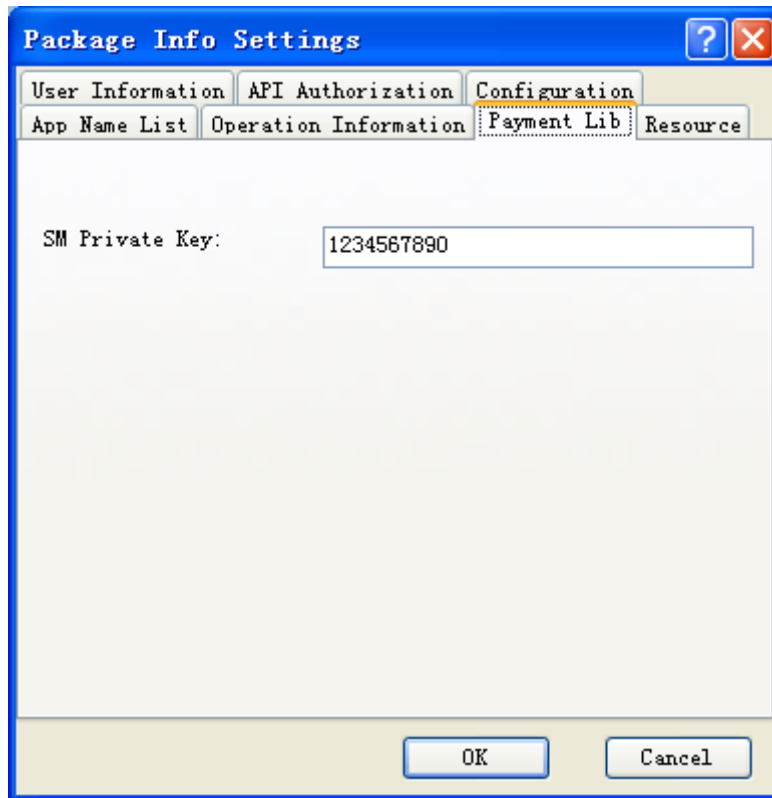 Package Info Settings
User Information API Authorization Configuration
App Name List Operation Information Payment Lib Resource
SM Private Key: 1234567890
OK Cancel